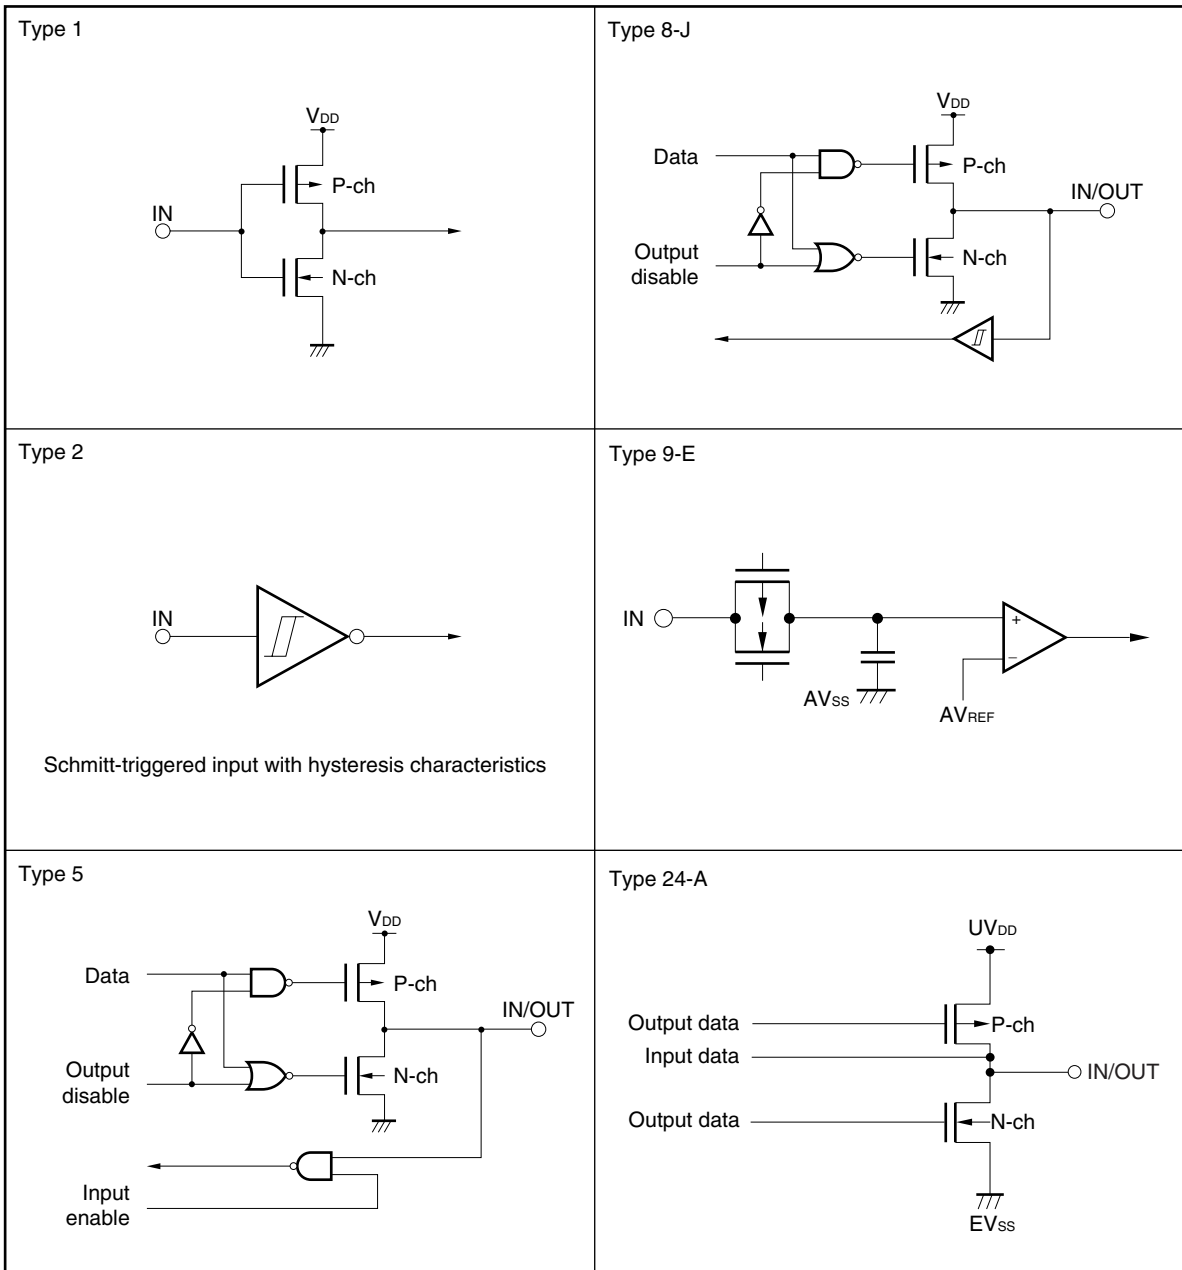 Type 1
VDD
P-ch
IN
N-ch
Type 8-J
VDD
Data
P-ch
IN/OUT
Output
disable
N-ch
Type 2
IN
Schmitt-triggered input with hysteresis characteristics
Type 9-E
IN
+
–
AVSS
AVREF
Type 5
VDD
Data
P-ch
IN/OUT
Output
disable
N-ch
Input
enable
Type 24-A
UVDD
Output data
P-ch
Input data
IN/OUT
Output data
N-ch
EVSS